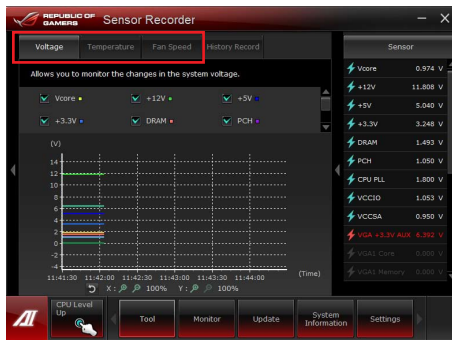 REPUBLIC OF
GAMERS
Sensor Recorder
Voltage Temperature Fan Speed History Record
Allows you to monitor the changes in the system voltage.
Vcore +12V +5V
+3.3V DRAM PCH
(V)
14
12
10
8
6
4
2
0
-2
-4
11:41:30 11:42:00 11:42:30 11:43:00 11:43:30 11:44:00
(Time)
X : 100% Y : 100%
Sensor
Vcore 0.974 V
+12V 11.808 V
+5V 5.040 V
+3.3V 3.248 V
DRAM 1.493 V
PCH 1.050 V
CPU PLL 1.800 V
VCCIO 1.053 V
VCCSA 0.950 V
VGA +3.3V AUX 6.392 V
VGA1 Core 0.000 V
VGA1 Memory 0.000 V
CPU Level
Up
Tool
Monitor
Update
System
Information
Settings